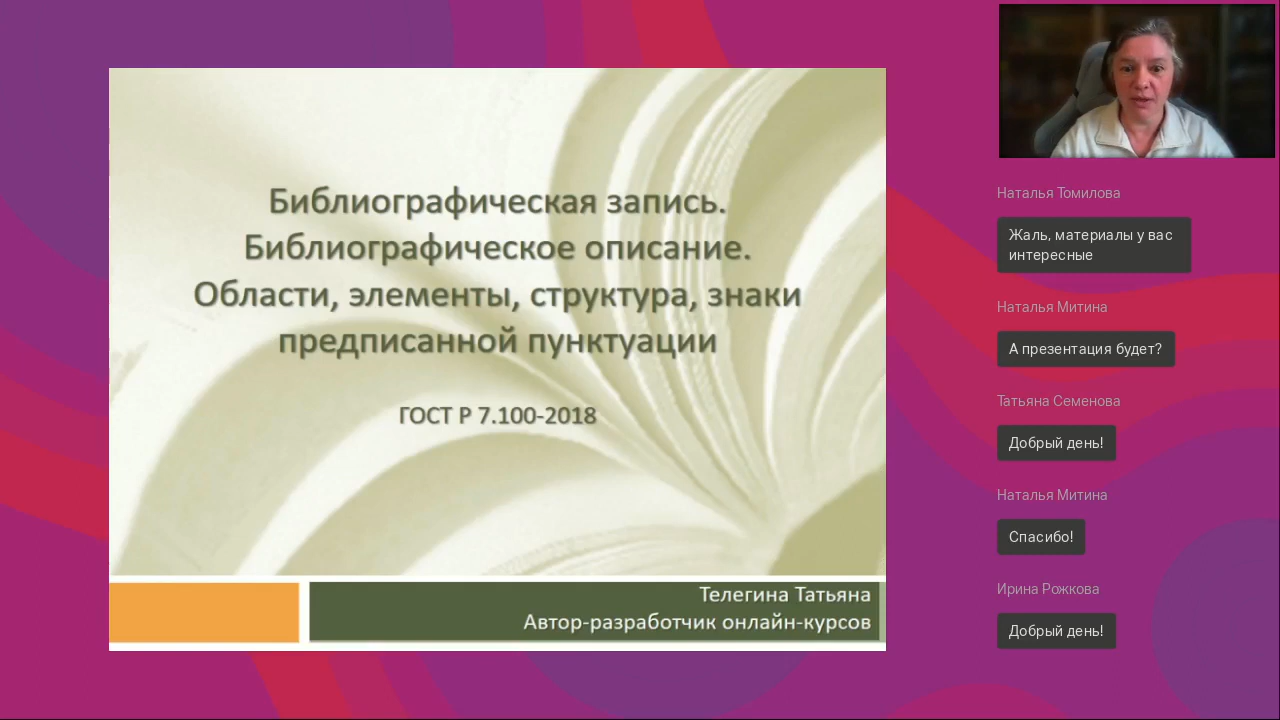 Библиографическая запись.
Библиографическое описание.
Области, элементы, структура, знаки
предписанной пунктуации
ГОСТ Р 7.100-2018
Телегина Татьяна
Автор-разработчик онлайн-курсов
Наталья Томилова
Жаль, материалы у вас
интересные
Наталья Митина
А презентация будет?
Татьяна Семенова
Добрый день!
Наталья Митина
Спасибо!
Ирина Рожкова
Добрый день!